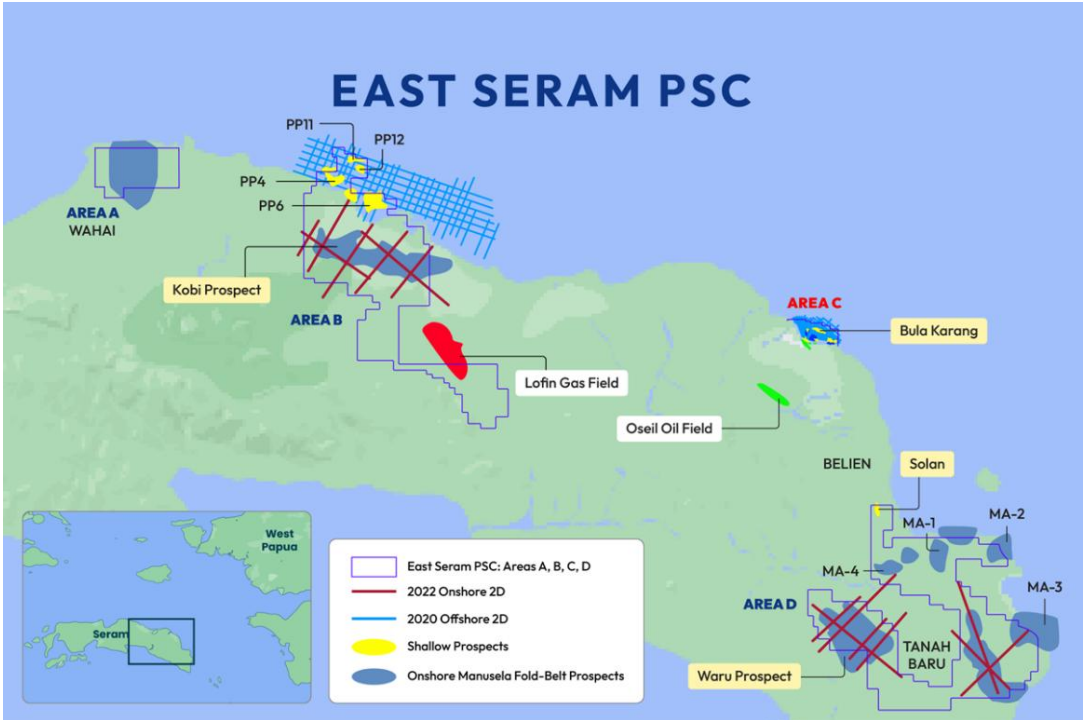 EAST SERAM PSC
PP11
PP12
PP4
PP6
AREA A
WAHAI
Kobi Prospect
AREA B
Lofin Gas Field
AREA C
Bula Karang
Oseil Oil Field
BELIEN
Solan
MA-1
MA-2
MA-4
MA-3
AREA D
TANAH
BARU
Waru Prospect
West
Papua
Seram
East Seram PSC: Areas A, B, C, D
2022 Onshore 2D
2020 Offshore 2D
Shallow Prospects
Onshore Manusela Fold-Belt Prospects